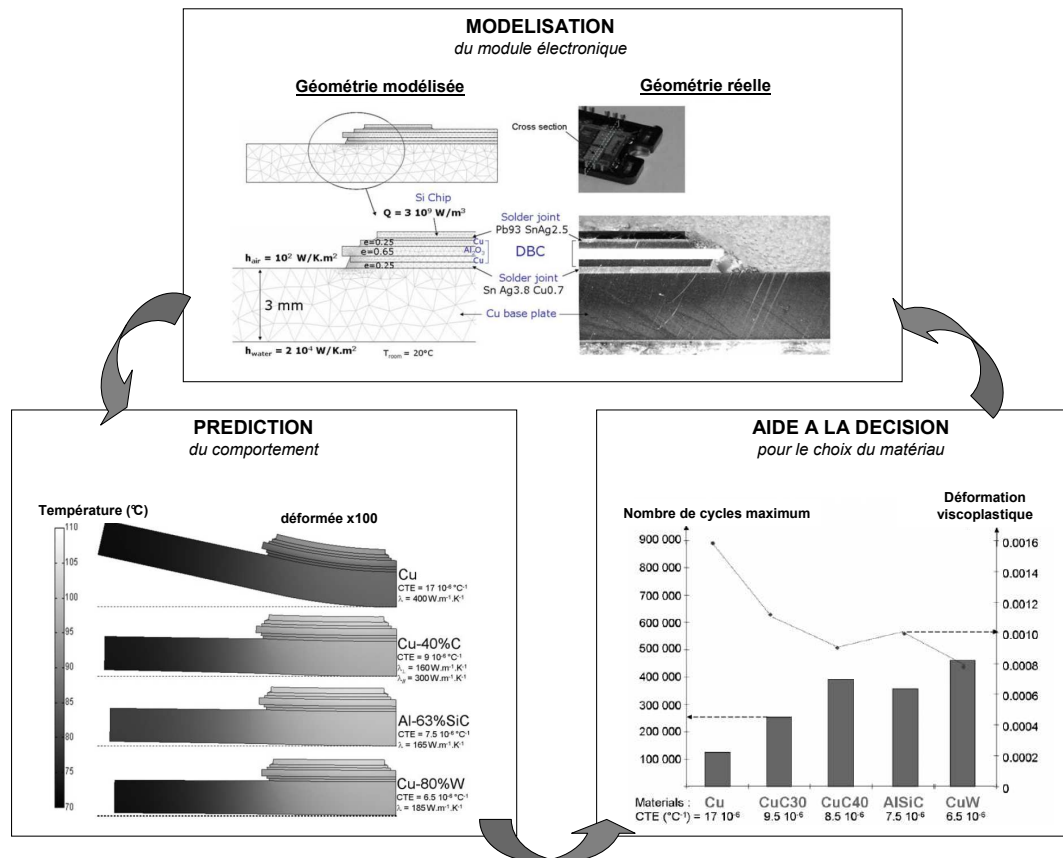 MODELISATION
du module électronique
Géométrie modélisée
Géométrie réelle
Cross section
Si Chip
Q = 3 10⁹ W/m³
Solder joint
Pb93 SnAg2.5
e=0.25
Cu
e=0.65
Al₂O₃
DBC
Cu
e=0.25
h_air = 10² W/K.m²
Solder joint
Sn Ag3.8 Cu0.7
3 mm
Cu base plate
h_water = 2 10⁴ W/K.m²
T_room = 20°C
PREDICTION
du comportement
Température (°C)
déformée x100
110
105
100
95
90
85
80
75
70
Cu
CTE = 17 10⁻⁶ °C⁻¹
λ = 400W.m⁻¹.K⁻¹
Cu-40%C
CTE = 9 10⁻⁶ °C⁻¹
λ⊥ = 160W.m⁻¹.K⁻¹
λ// = 300W.m⁻¹.K⁻¹
Al-63%SiC
CTE = 7.5 10⁻⁶ °C⁻¹
λ = 165W.m⁻¹.K⁻¹
Cu-80%W
CTE = 6.5 10⁻⁶ °C⁻¹
λ = 185W.m⁻¹.K⁻¹
AIDE A LA DECISION
pour le choix du matériau
Nombre de cycles maximum
Déformation
viscoplastique
900 000
800 000
700 000
600 000
500 000
400 000
300 000
200 000
100 000
0.0016
0.0014
0.0012
0.0010
0.0008
0.0006
0.0004
0.0002
0
Materials : Cu CuC30 CuC40 AlSiC CuW
CTE (°C⁻¹) = 17 10⁻⁶ 9.5 10⁻⁶ 8.5 10⁻⁶ 7.5 10⁻⁶ 6.5 10⁻⁶